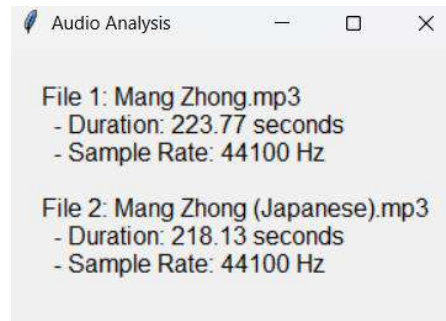 Audio Analysis
File 1: Mang Zhong.mp3
- Duration: 223.77 seconds
- Sample Rate: 44100 Hz
File 2: Mang Zhong (Japanese).mp3
- Duration: 218.13 seconds
- Sample Rate: 44100 Hz